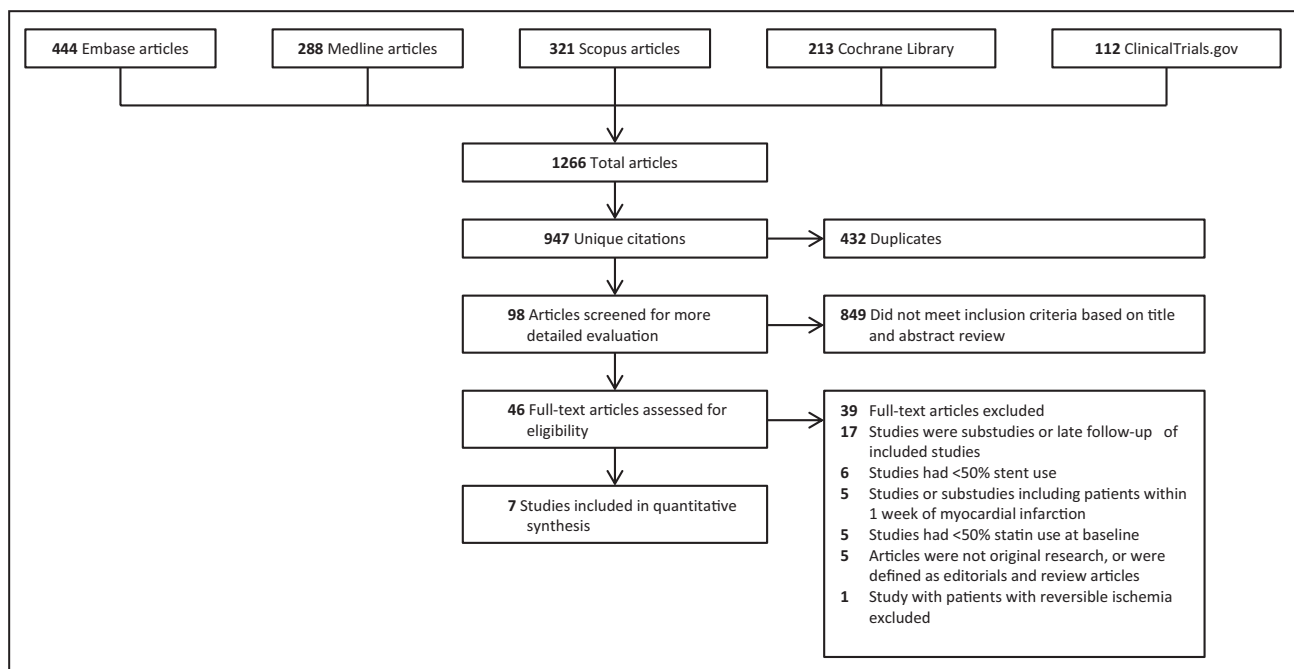 444 Embase articles
288 Medline articles
321 Scopus articles
213 Cochrane Library
112 ClinicalTrials.gov
1266 Total articles
947 Unique citations
432 Duplicates
98 Articles screened for more
detailed evaluation
849 Did not meet inclusion criteria based on title
and abstract review
46 Full-text articles assessed for
eligibility
39 Full-text articles excluded
17 Studies were substudies or late follow-up of
included studies
6 Studies had <50% stent use
5 Studies or substudies including patients within
1 week of myocardial infarction
5 Studies had <50% statin use at baseline
5 Articles were not original research, or were
defined as editorials and review articles
1 Study with patients with reversible ischemia
excluded
7 Studies included in quantitative
synthesis